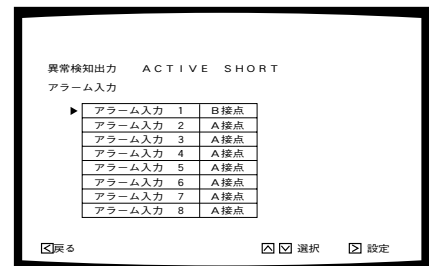 異常検知出力 ACTIVE SHORT
アラーム入力
▶ アラーム入力 1 B接点
アラーム入力 2 A接点
アラーム入力 3 A接点
アラーム入力 4 A接点
アラーム入力 5 A接点
アラーム入力 6 A接点
アラーム入力 7 A接点
アラーム入力 8 A接点
<戻る ∧ ∨ 選択 > 設定